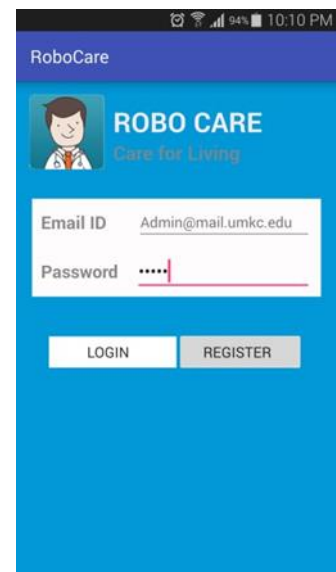 94% 10:10 PM
RoboCare
ROBO CARE
Care for Living
Email ID Admin@mail.umkc.edu
Password •••••
LOGIN REGISTER